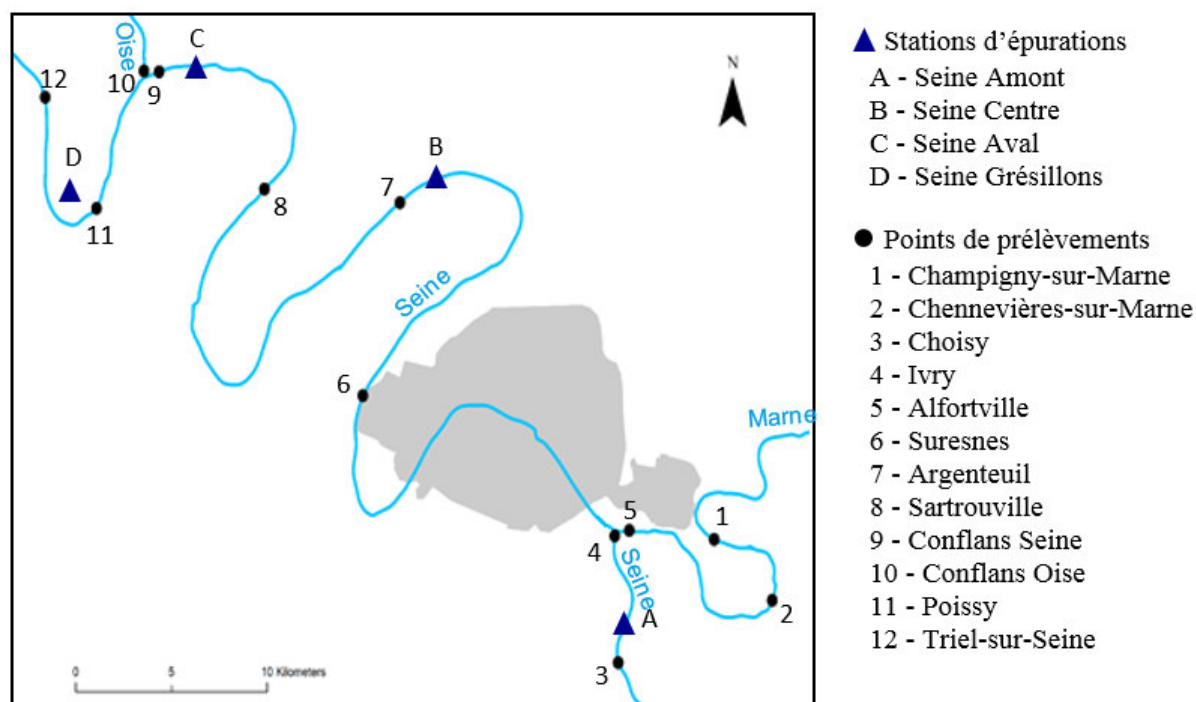 Oise
C
12
10
9
N
D
B
7
8
11
Seine
6
Marne
5
1
4
Seine
A
2
3
0 5 10 Kilometers
Stations d'épurations
A - Seine Amont
B - Seine Centre
C - Seine Aval
D - Seine Grésillons
Points de prélèvements
1 - Champigny-sur-Marne
2 - Chennevières-sur-Marne
3 - Choisy
4 - Ivry
5 - Alfortville
6 - Suresnes
7 - Argenteuil
8 - Sartrouville
9 - Conflans Seine
10 - Conflans Oise
11 - Poissy
12 - Triel-sur-Seine